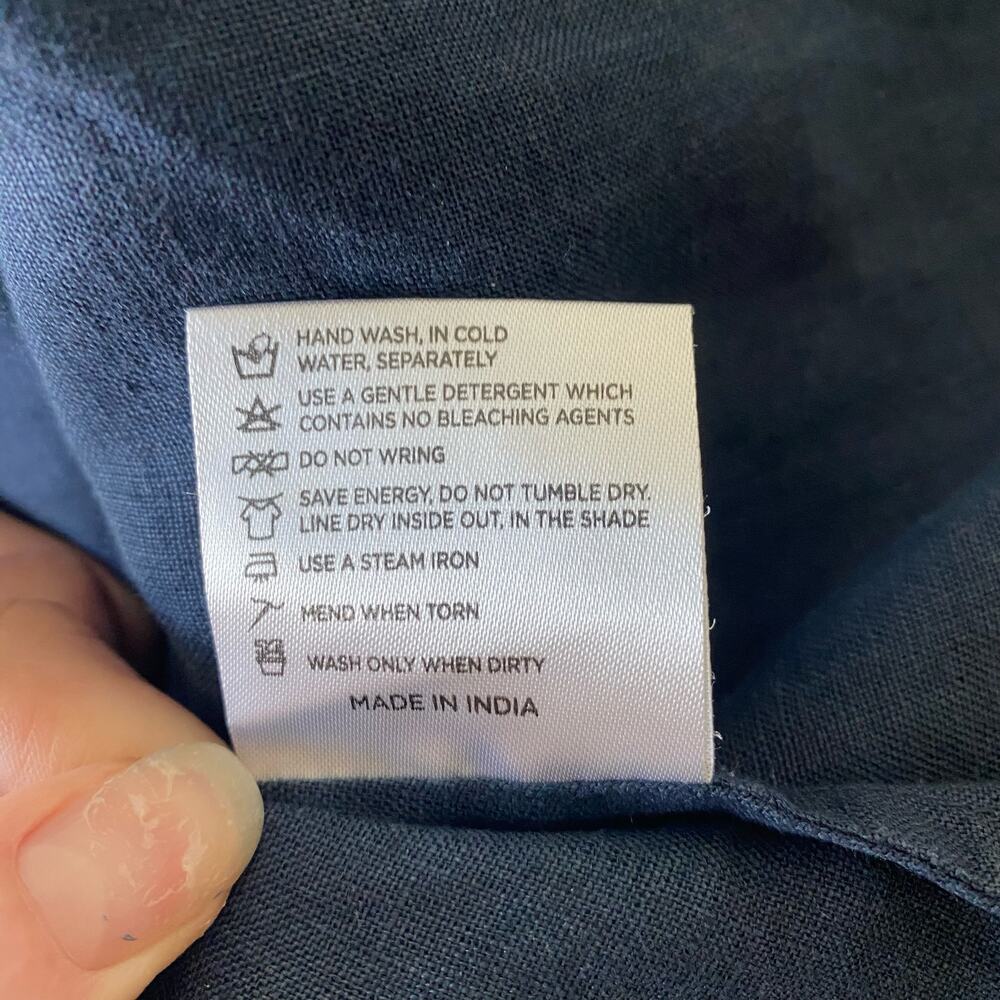 HAND WASH, IN COLD
WATER, SEPARATELY
USE A GENTLE DETERGENT WHICH
CONTAINS NO BLEACHING AGENTS
DO NOT WRING
SAVE ENERGY. DO NOT TUMBLE DRY.
LINE DRY INSIDE OUT, IN THE SHADE
USE A STEAM IRON
MEND WHEN TORN
WASH ONLY WHEN DIRTY
MADE IN INDIA